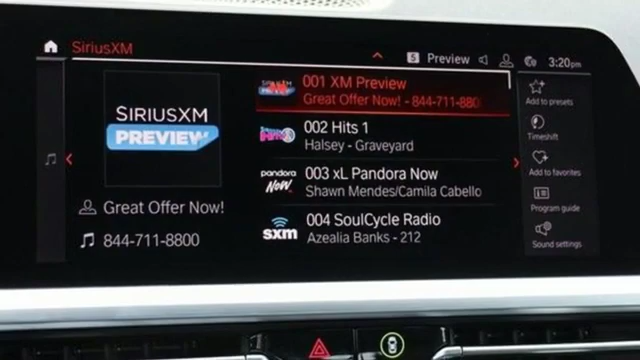 SiriusXM
S Preview
3:20pm
SIRIUSXM
PREVIEW
Great Offer Now!
844-711-8800
001 XM Preview
Great Offer Now! - 844-711-880
002 Hits 1
Halsey - Graveyard
pandora
NOW
003 xL Pandora Now
Shawn Mendes/Camila Cabello
sxm
004 SoulCycle Radio
Azealia Banks - 212
Add to presets
Timeshift
Add to favorites
Program guide
Sound settings